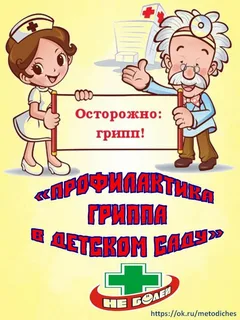 Осторожно:
грипп!
«ПРОФИЛАКТИКА
ГРИППА
В ДЕТСКОМ САДУ»
НЕ БОЛЕЙ
https://ok.ru/metodiches